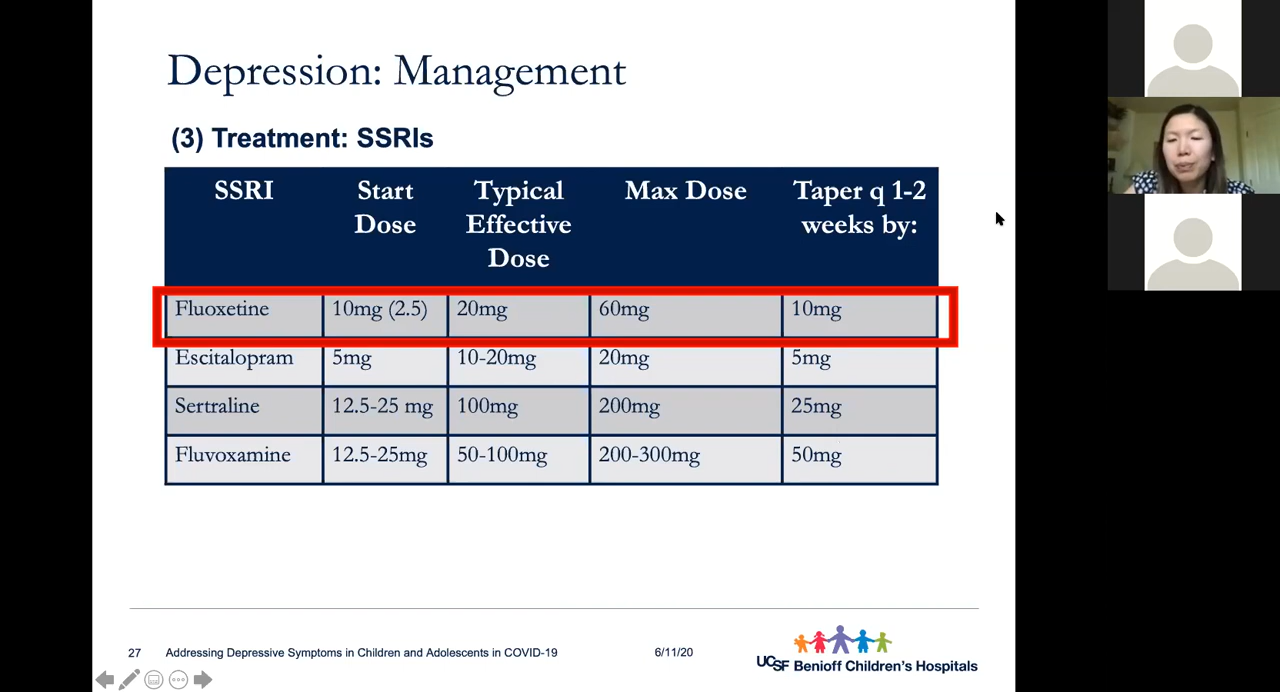 Depression: Management
(3) Treatment: SSRIs
SSRI Start Dose Typical Effective Dose Max Dose Taper q 1-2 weeks by:
Fluoxetine 10mg (2.5) 20mg 60mg 10mg
Escitalopram 5mg 10-20mg 20mg 5mg
Sertraline 12.5-25 mg 100mg 200mg 25mg
Fluvoxamine 12.5-25mg 50-100mg 200-300mg 50mg
27 Addressing Depressive Symptoms in Children and Adolescents in COVID-19 6/11/20
UCSF Benioff Children's Hospitals